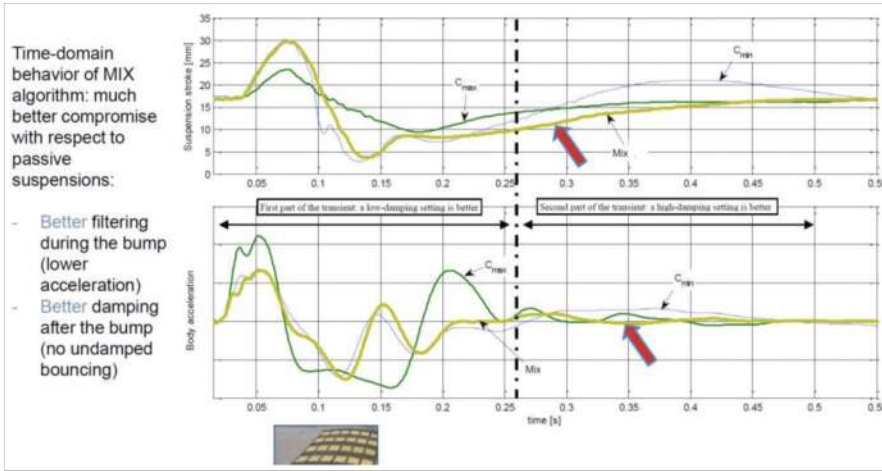 Time-domain
behavior of MIX
algorithm: much
better compromise
with respect to
passive
suspensions:
- Better filtering
during the bump
(lower
acceleration)
- Better damping
after the bump
(no undamped
bouncing)
Suspension stroke [mm]
35
30
25
20
15
10
5
0
Cmax
Cmin
Mix
0.05
0.1
0.15
0.2
0.25
0.3
0.35
0.4
0.45
0.5
0.55
First part of the transient: a low-damping setting is better
Second part of the transient: a high-damping setting is better
Body acceleration
Cmax
Cmin
Mix
0.05
0.1
0.15
0.2
0.25
0.3
0.35
0.4
0.45
0.5
0.55
time [s]